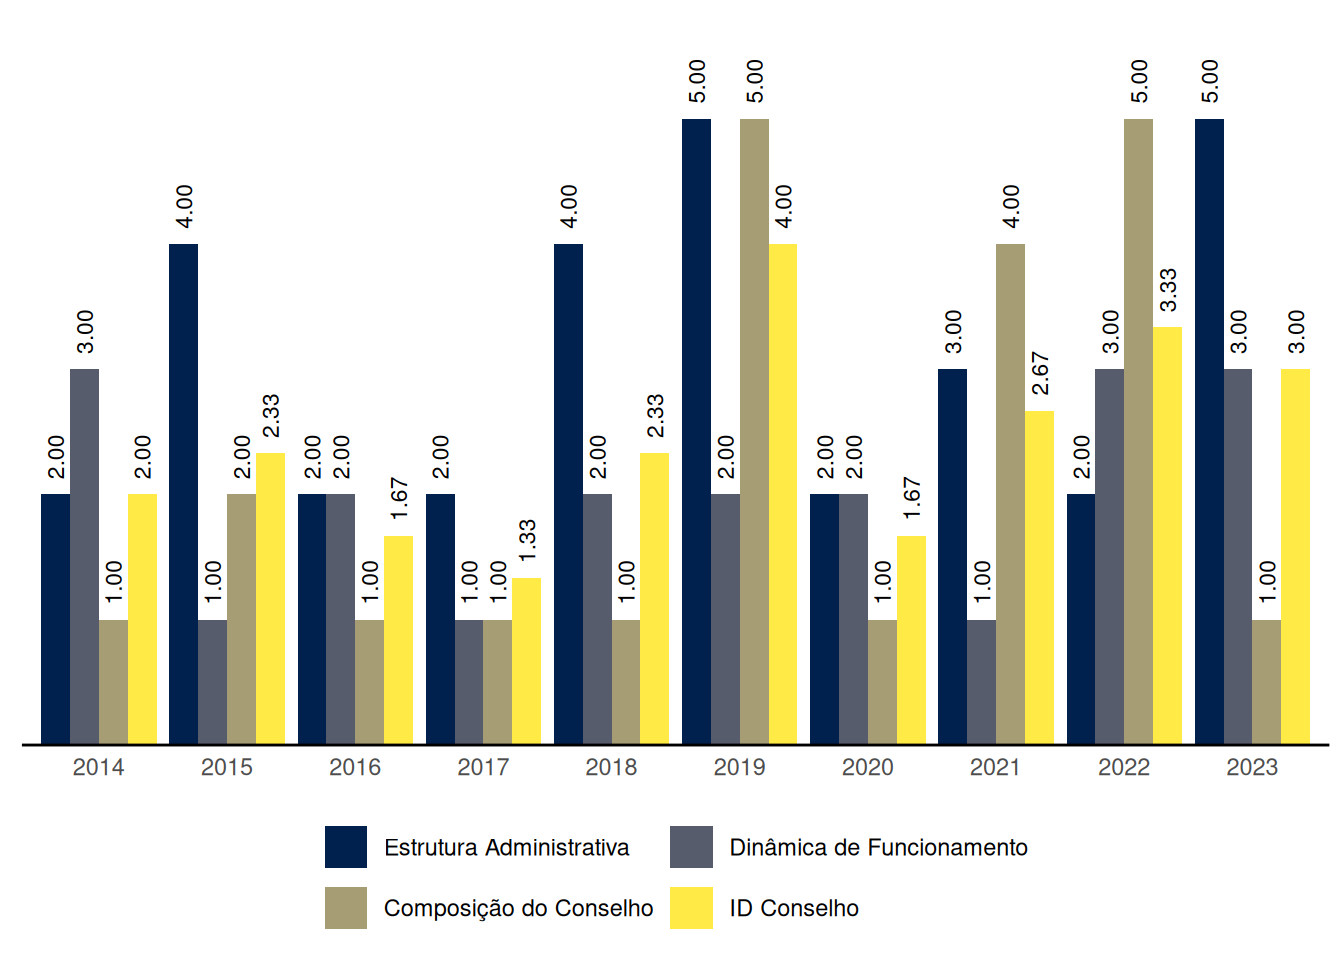 2.00 3.00 1.00 2.00
4.00 1.00 2.00 2.33
2.00 2.00 1.00 1.67
2.00 1.00 1.00 1.33
4.00 2.00 1.00 2.33
5.00 2.00 5.00 4.00
2.00 2.00 1.00 1.67
3.00 1.00 4.00 2.67
2.00 3.00 5.00 3.33
5.00 3.00 1.00 3.00
2014 2015 2016 2017 2018 2019 2020 2021 2022 2023
Estrutura Administrativa Dinâmica de Funcionamento
Composição do Conselho ID Conselho